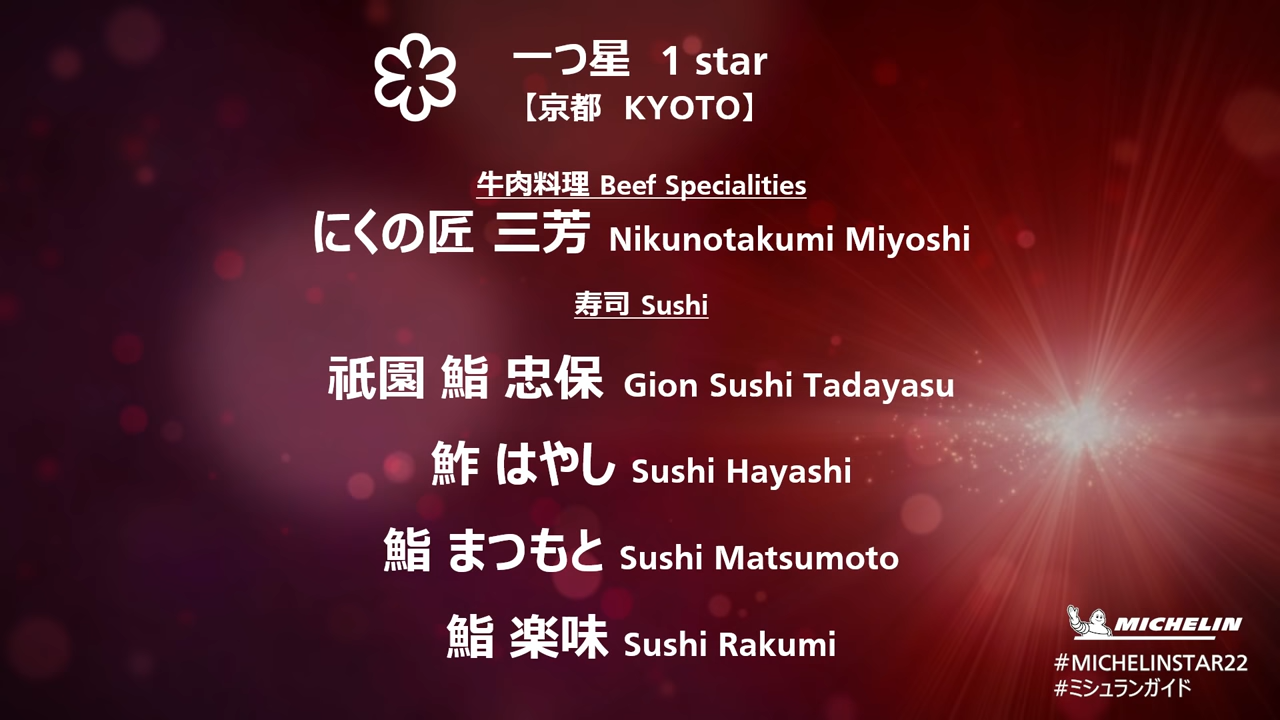 一つ星 1 star
【京都 KYOTO】
牛肉料理 Beef Specialities
にくの匠 三芳 Nikunotakumi Miyoshi
寿司 Sushi
祇園 鮨 忠保 Gion Sushi Tadayasu
鮓 はやし Sushi Hayashi
鮨 まつもと Sushi Matsumoto
鮨 楽味 Sushi Rakumi
MICHELIN
#MICHELINSTAR22
#ミシュランガイド